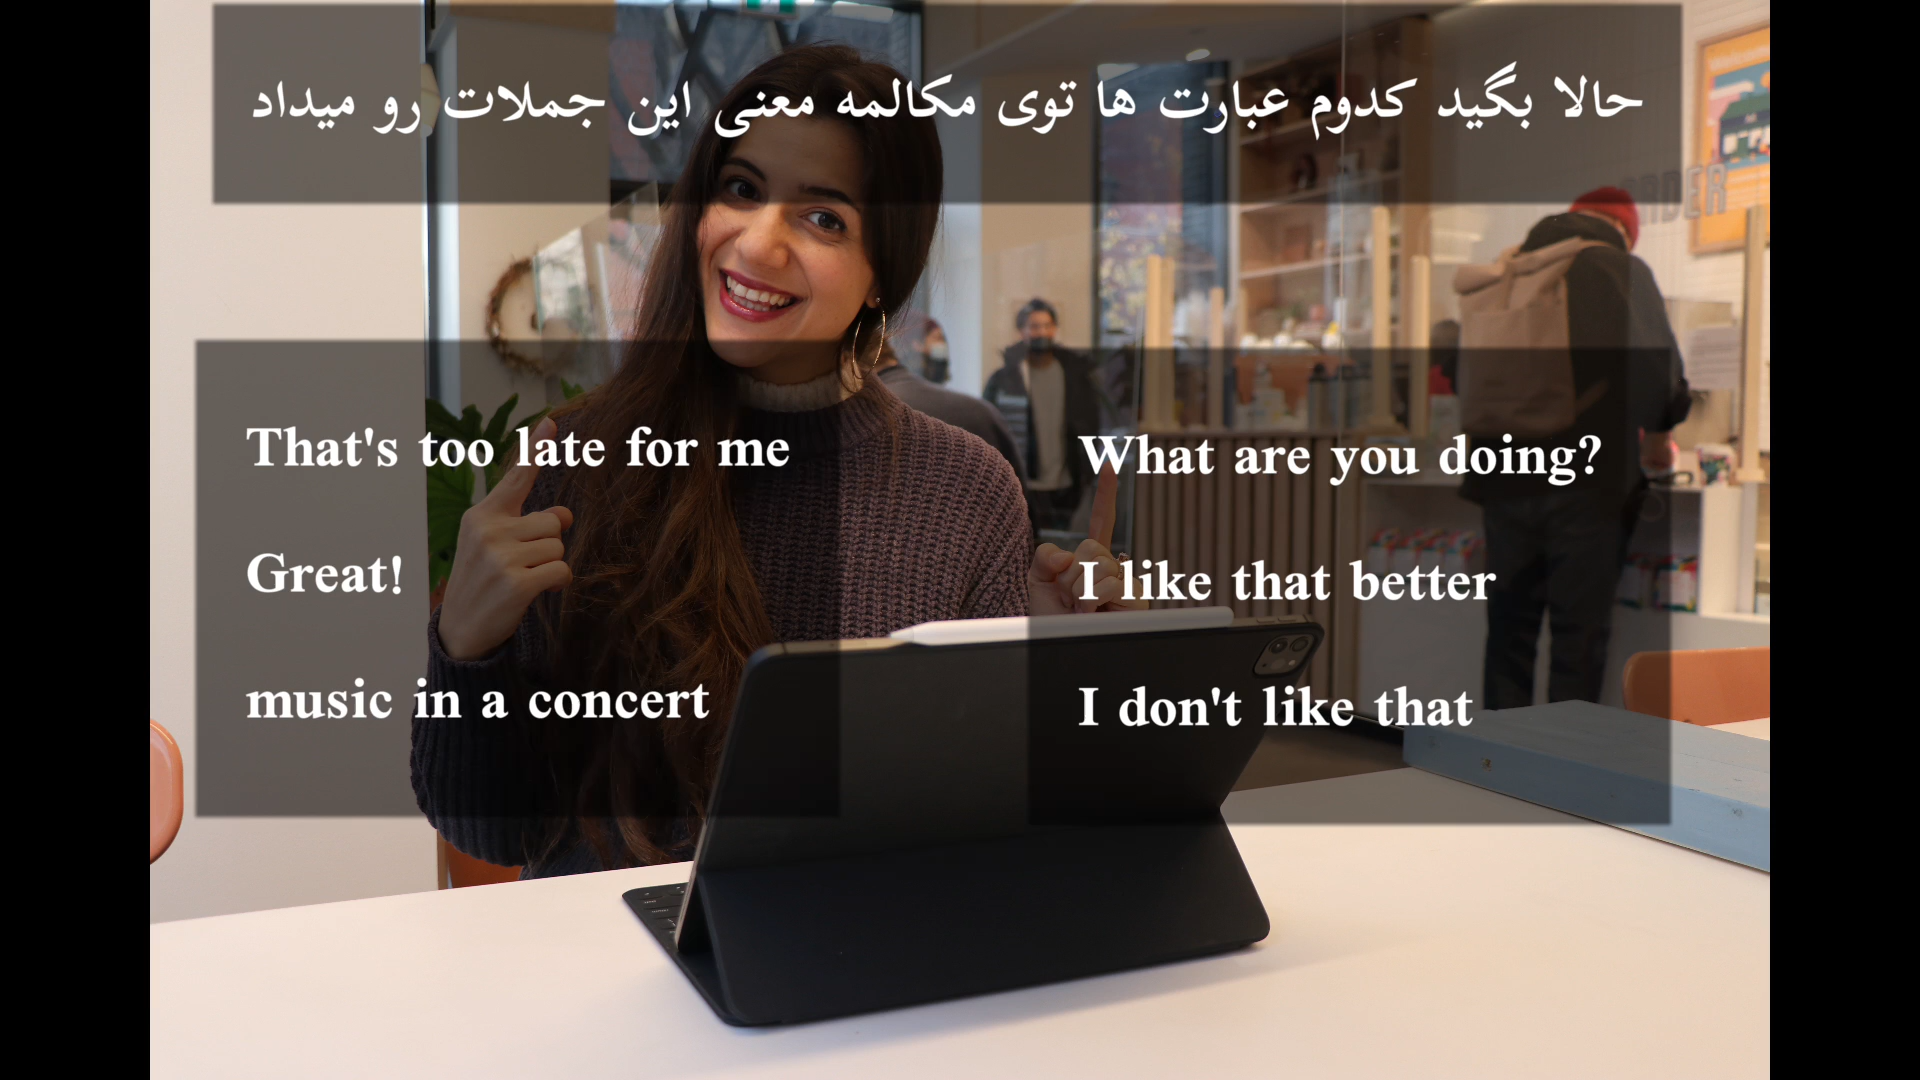 حالا بگید کدوم عبارت ها توی مکالمه معنی این جملات رو میداد
That's too late for me
Great!
music in a concert
What are you doing?
I like that better
I don't like that